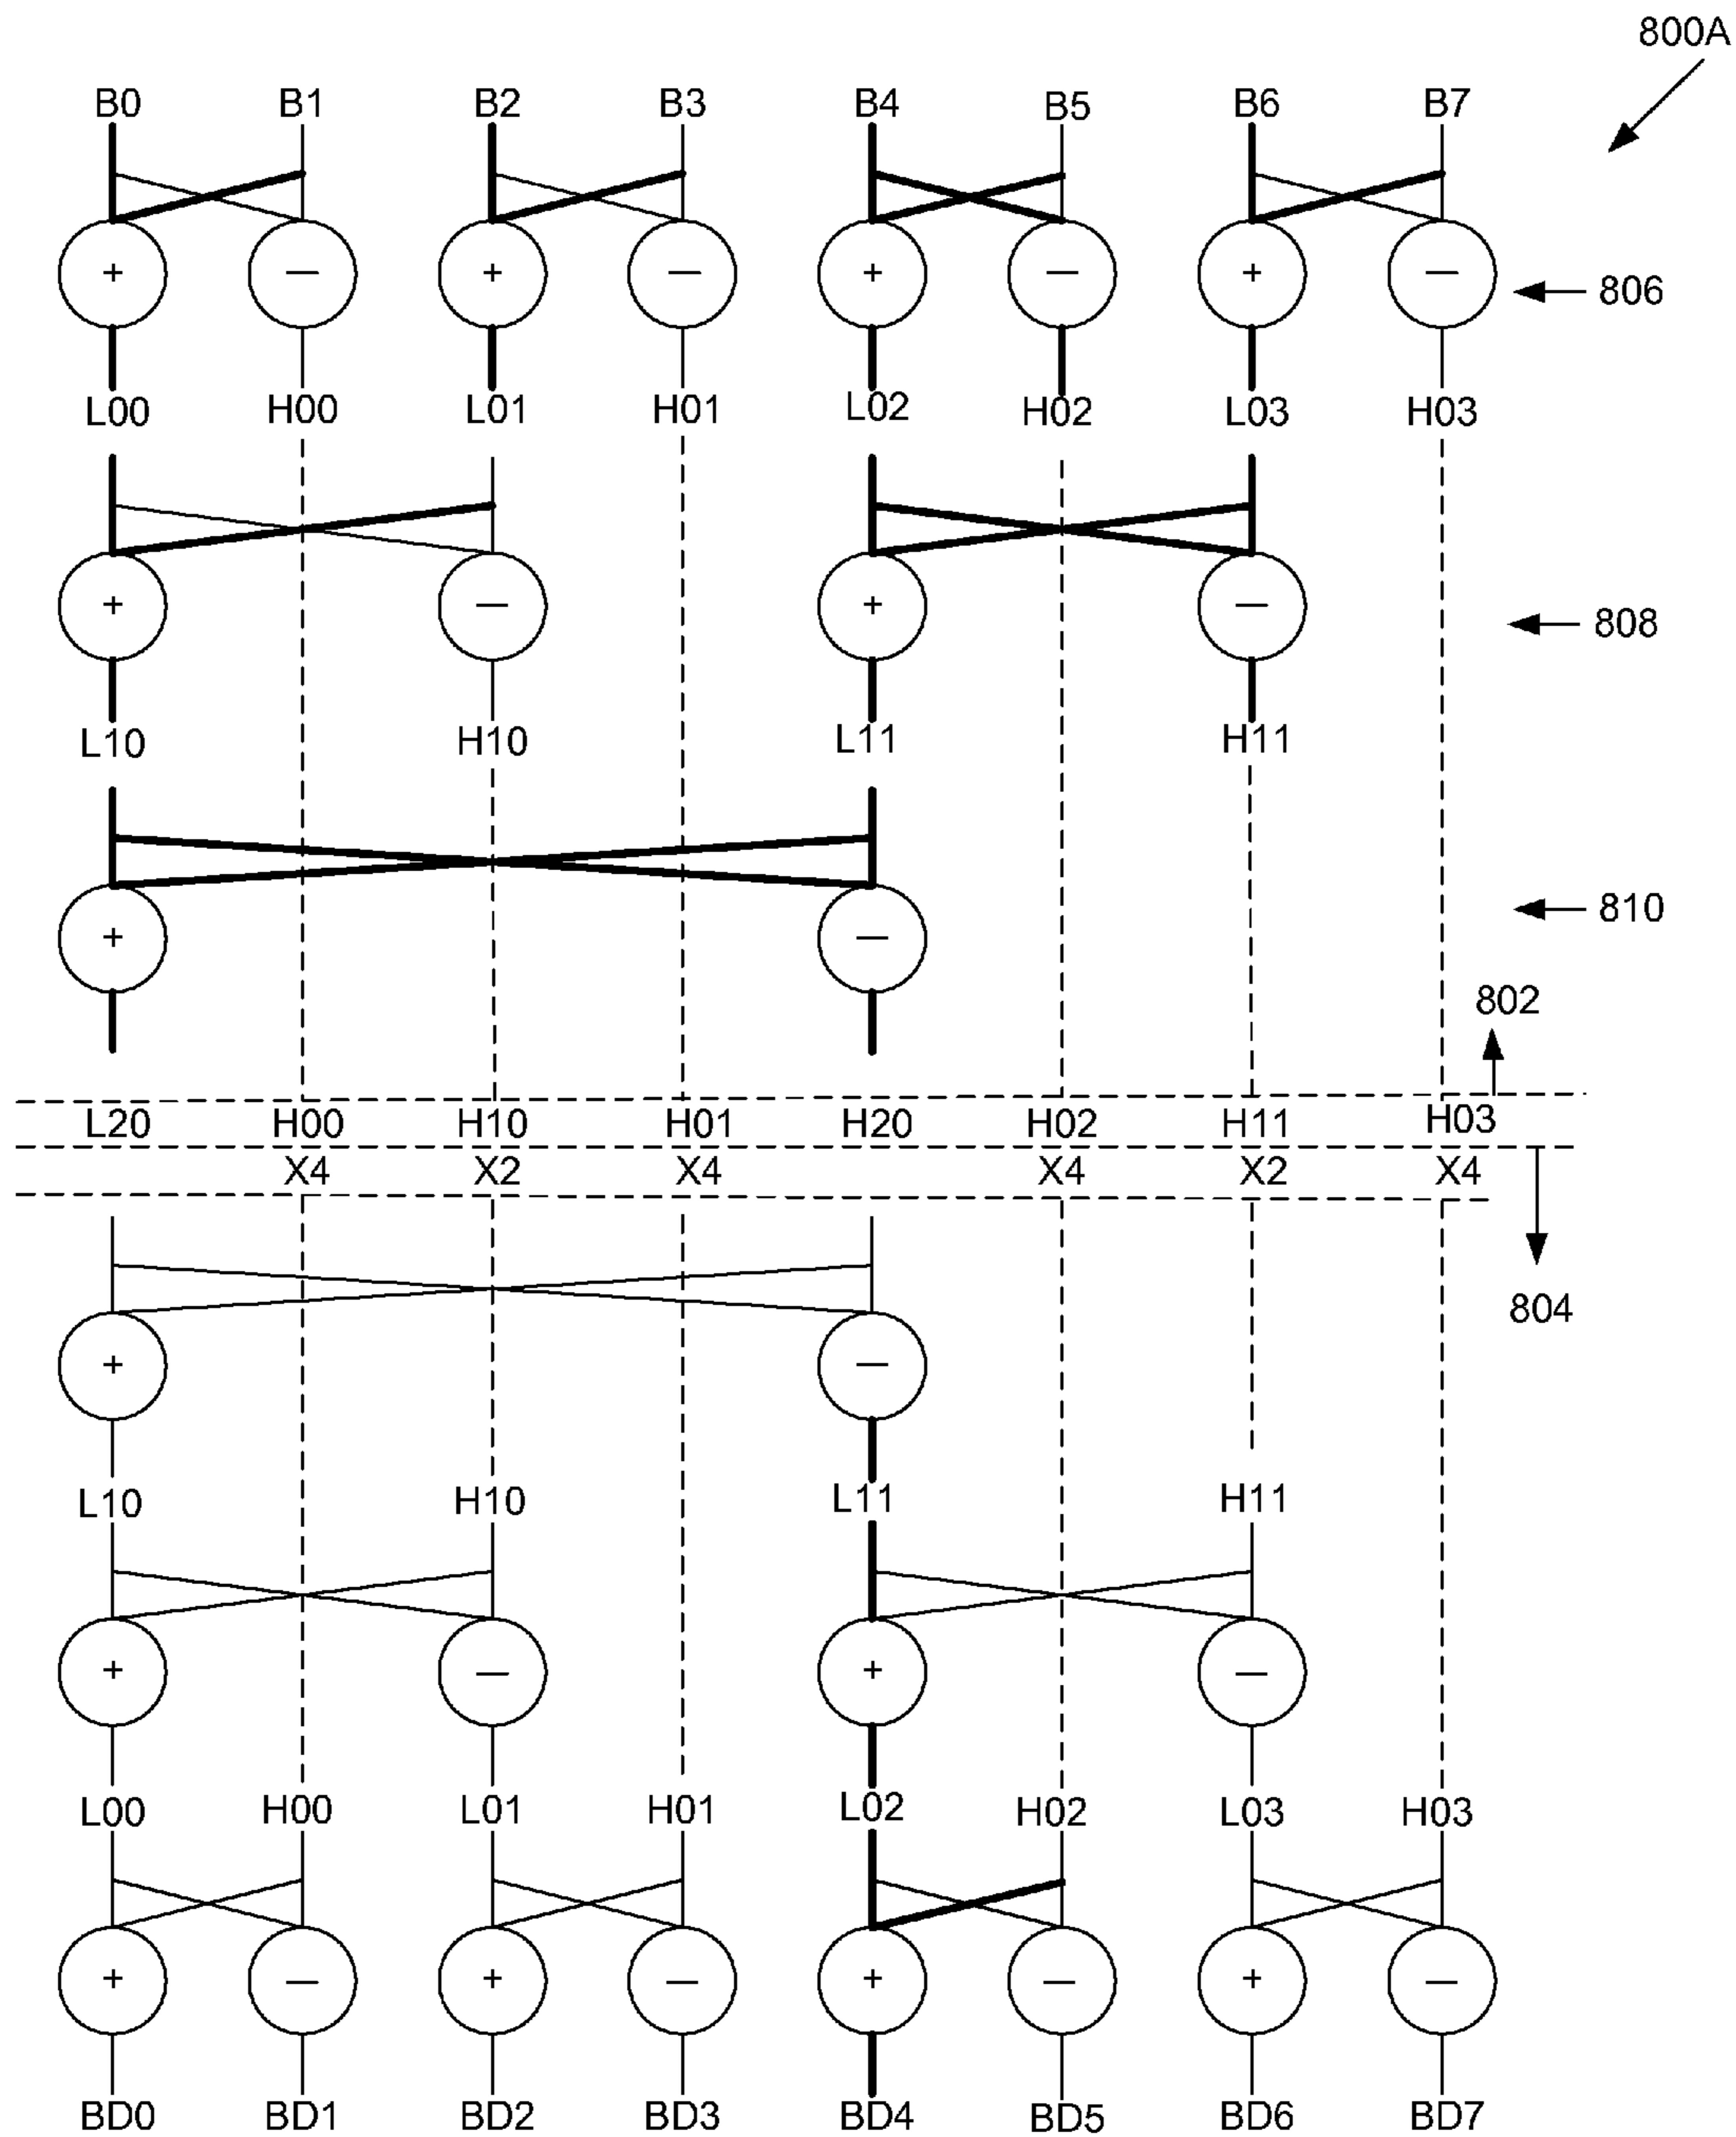 800A
B0 B1 B2 B3 B4 B5 B6 B7
+ — + — + — + —
806
L00 H00 L01 H01 L02 H02 L03 H03
+ — + —
808
L10 H10 L11 H11
+ —
810
802
L20 H00 H10 H01 H20 H02 H11 H03
X4 X2 X4 X4 X2 X4
804
+ —
L10 H10 L11 H11
+ — + —
L00 H00 L01 H01 L02 H02 L03 H03
+ — + — + — + —
BD0 BD1 BD2 BD3 BD4 BD5 BD6 BD7